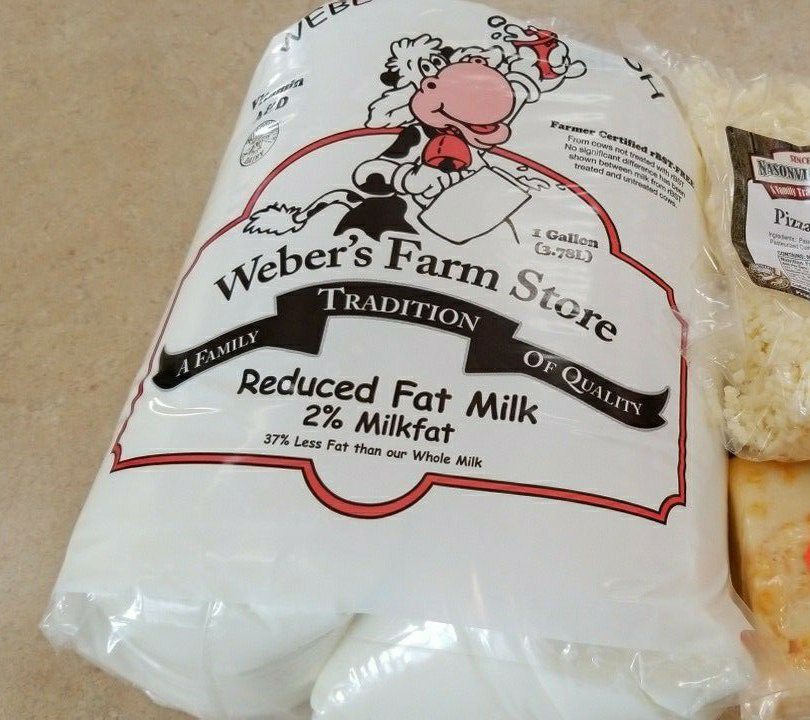 Vitamin
A & D
Farmer Certified rBST-FREE
From cows not treated with rBST
No significant difference has been
shown between milk from rBST
treated and untreated cows.
1 Gallon
(3.78L)
Weber's Farm Store
A FAMILY TRADITION OF QUALITY
Reduced Fat Milk
2% Milkfat
37% Less Fat than our Whole Milk